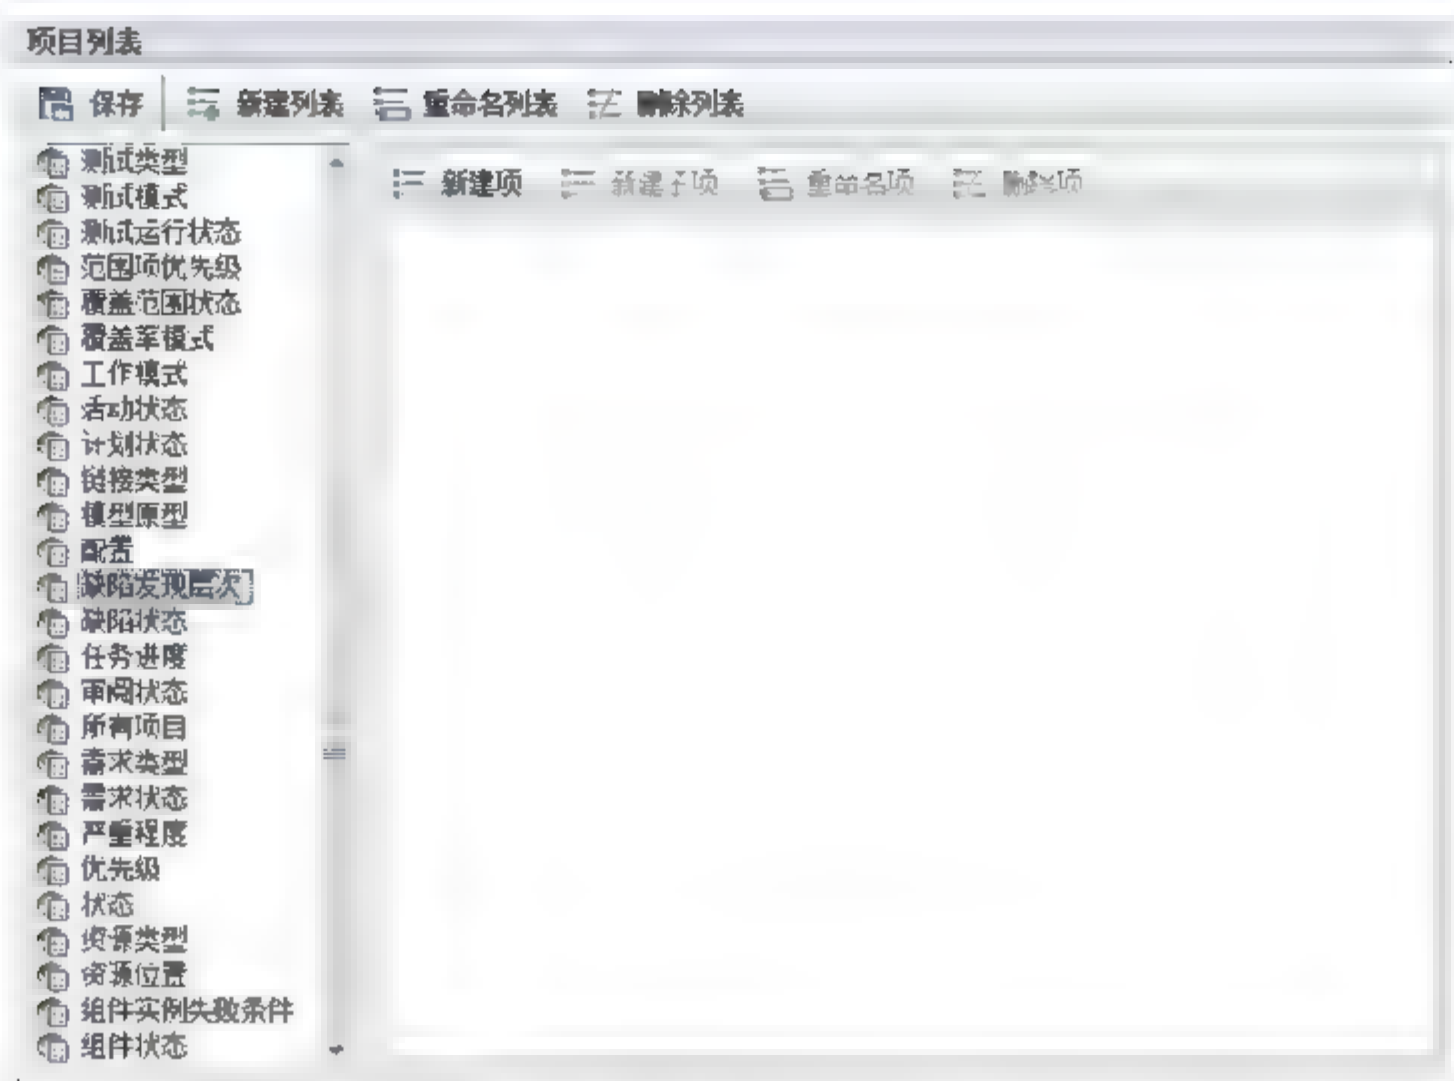 项目列表
保存 新建列表 重命名列表 删除列表
新建项 新建子项 重命名项 删除项
测试类型
测试模式
测试运行状态
范围项优先级
覆盖范围状态
覆盖率模式
工作模式
活动状态
计划状态
链接类型
模型原型
配置
缺陷发现层次
缺陷状态
任务进度
审阅状态
所有项目
需求类型
需求状态
严重程度
优先级
状态
资源类型
资源位置
组件实例失败条件
组件状态